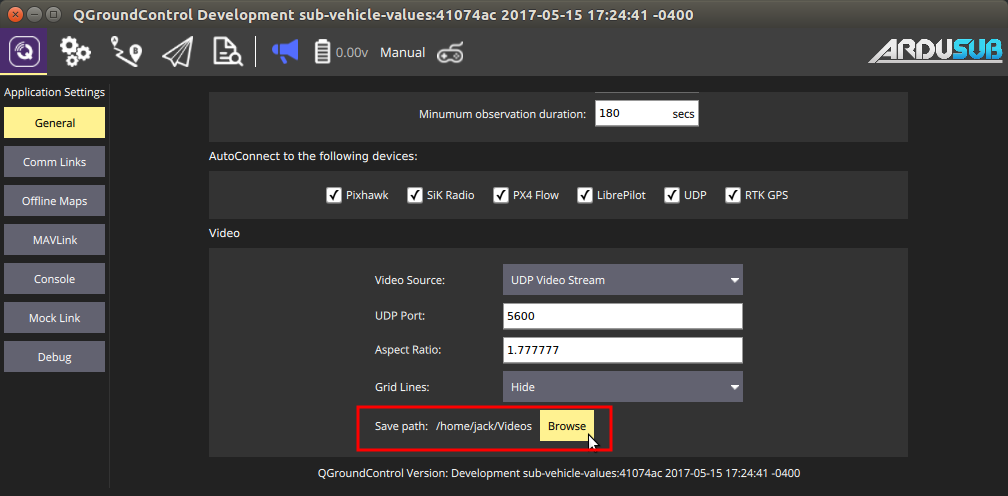 QGroundControl Development sub-vehicle-values:41074ac 2017-05-15 17:24:41 -0400
0.00v Manual ARDUSUB
Application Settings
General
Comm Links
Offline Maps
MAVLink
Console
Mock Link
Debug
Minumum observation duration: 180 secs
AutoConnect to the following devices:
Pixhawk SiK Radio PX4 Flow LibrePilot UDP RTK GPS
Video
Video Source: UDP Video Stream
UDP Port: 5600
Aspect Ratio: 1.777777
Grid Lines: Hide
Save path: /home/jack/Videos Browse
QGroundControl Version: Development sub-vehicle-values:41074ac 2017-05-15 17:24:41 -0400